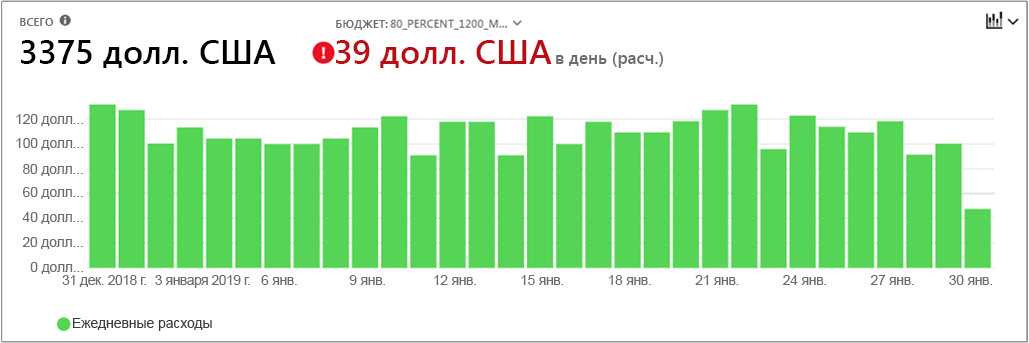 ВСЕГО
БЮДЖЕТ: 80_PERCENT_1200_M...
3375 долл. США
39 долл. США в день (расч.)
120 долл...
100 долл...
80 долл...
60 долл...
40 долл...
20 долл...
0 долл...
31 дек. 2018 г. 3 января 2019 г. 6 янв. 9 янв. 12 янв. 15 янв. 18 янв. 21 янв. 24 янв. 27 янв. 30 янв.
Ежедневные расходы